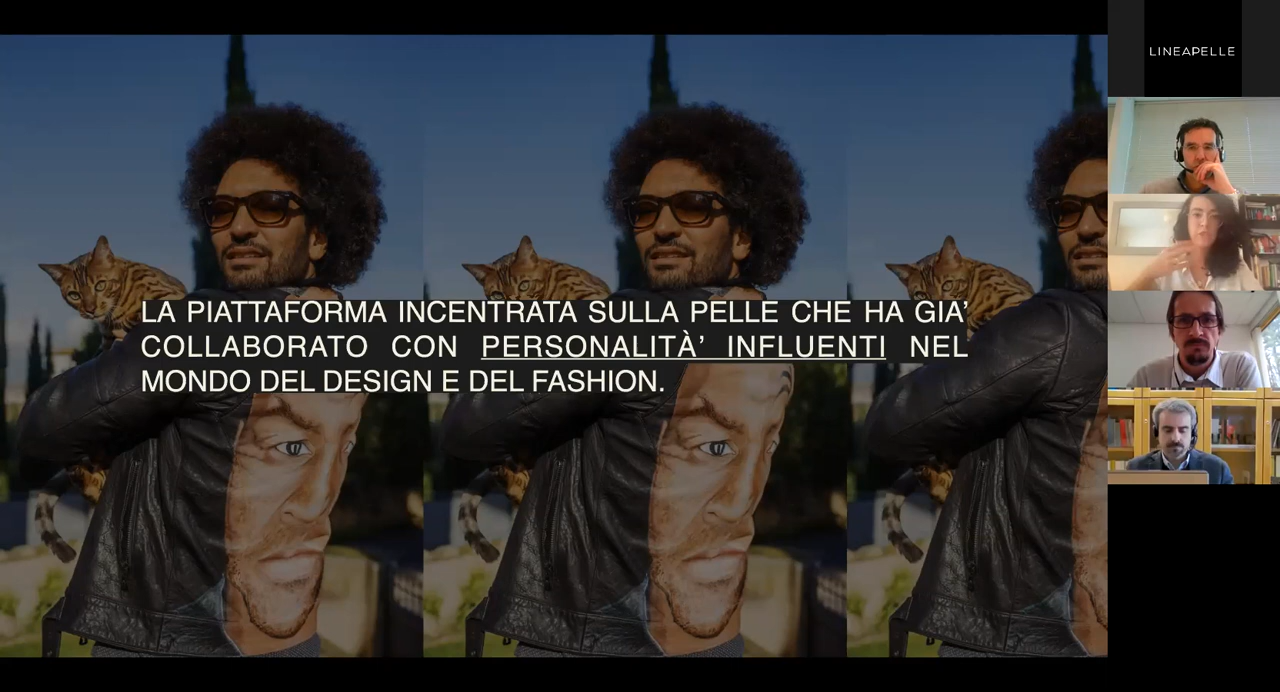 LINEAPELLE
LA PIATTAFORMA INCENTRATA SULLA PELLE CHE HA GIA'
COLLABORATO CON PERSONALITÀ' INFLUENTI NEL
MONDO DEL DESIGN E DEL FASHION.